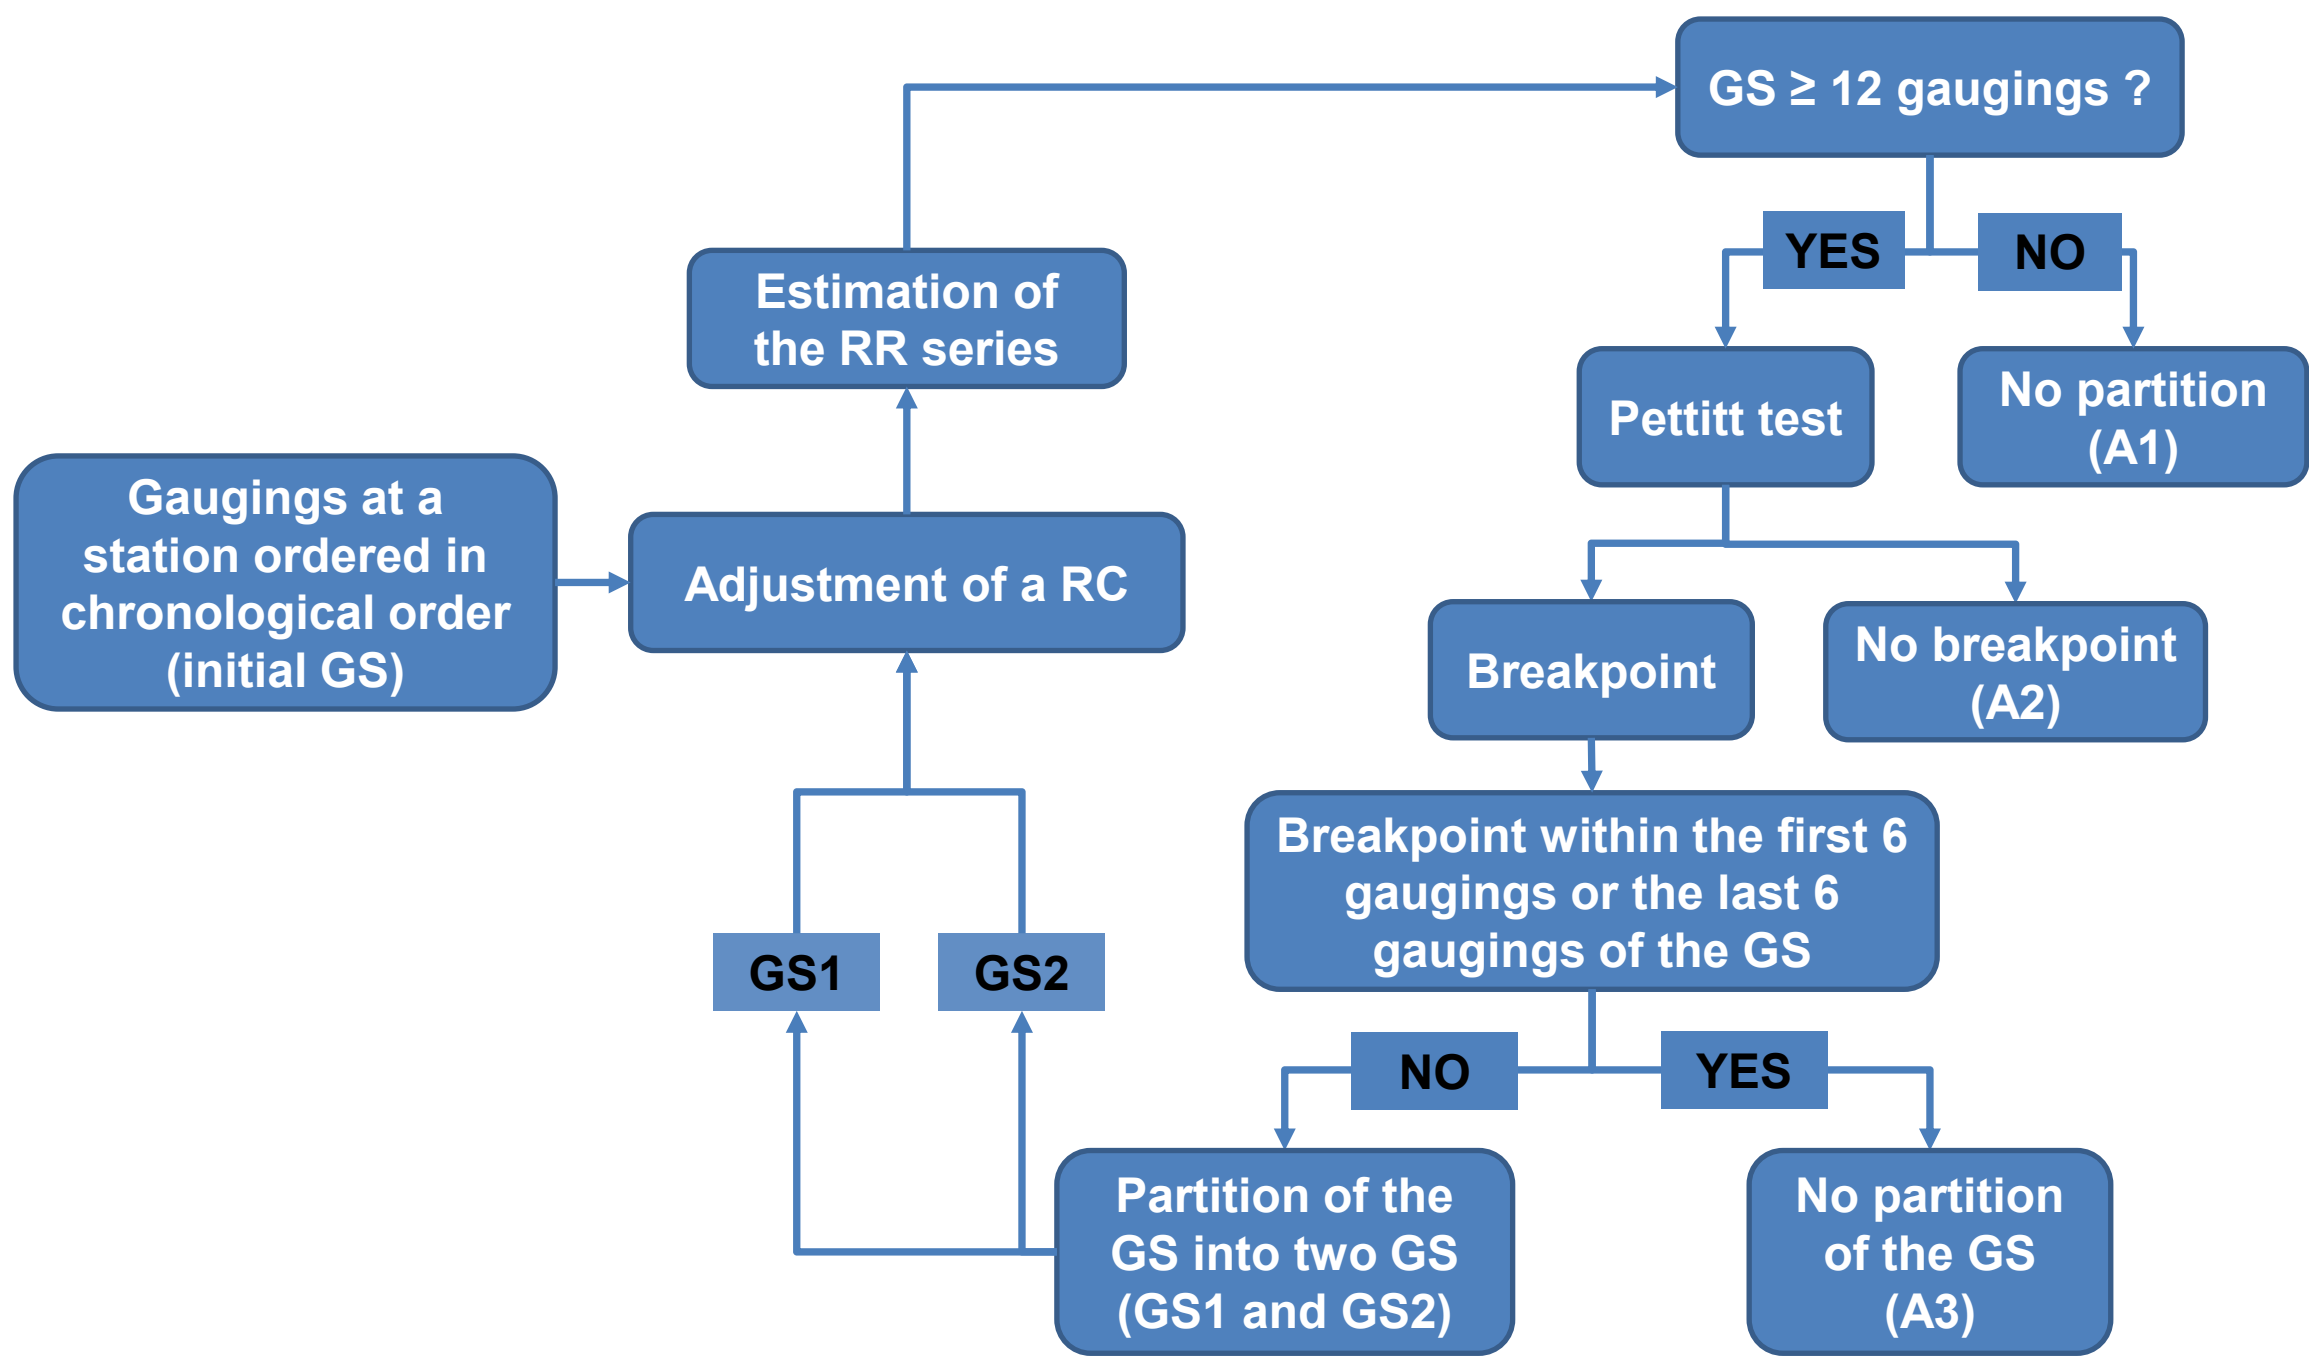 GS ≥ 12 gaugings ?
YES
NO
Estimation of
the RR series
Pettitt test
No partition
(A1)
Gaugings at a
station ordered in
chronological order
(initial GS)
Adjustment of a RC
Breakpoint
No breakpoint
(A2)
Breakpoint within the first 6
gaugings or the last 6
gaugings of the GS
GS1
GS2
NO
YES
Partition of the
GS into two GS
(GS1 and GS2)
No partition
of the GS
(A3)